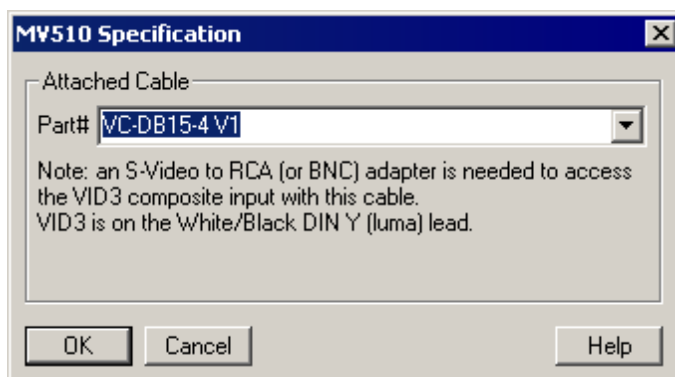 MV510 Specification
Attached Cable
Part# VC-DB15-4 V1
Note: an S-Video to RCA (or BNC) adapter is needed to access
the VID3 composite input with this cable.
VID3 is on the White/Black DIN Y (luma) lead.
OK Cancel Help